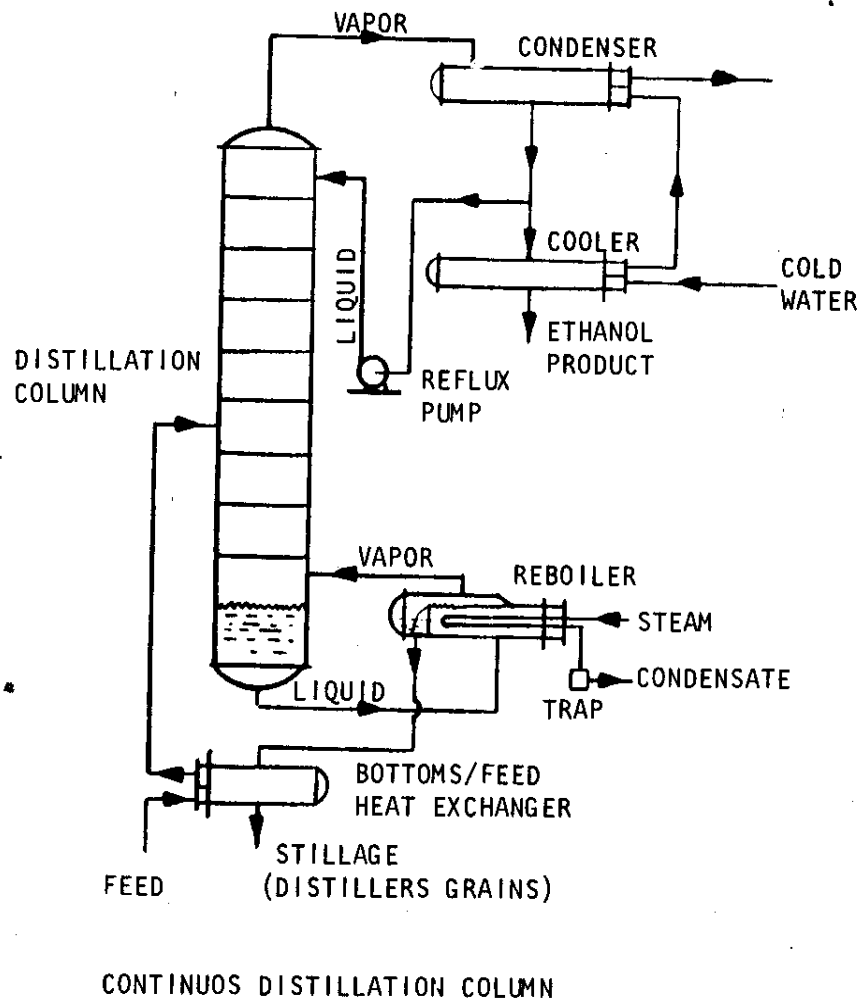 VAPOR
CONDENSER
COOLER
COLD
WATER
LIQUID
ETHANOL
PRODUCT
DISTILLATION
COLUMN
REFLUX
PUMP
VAPOR
REBOILER
STEAM
LIQUID
CONDENSATE
TRAP
BOTTOMS/FEED
HEAT EXCHANGER
STILLAGE
(DISTILLERS GRAINS)
FEED
CONTINUOS DISTILLATION COLUMN